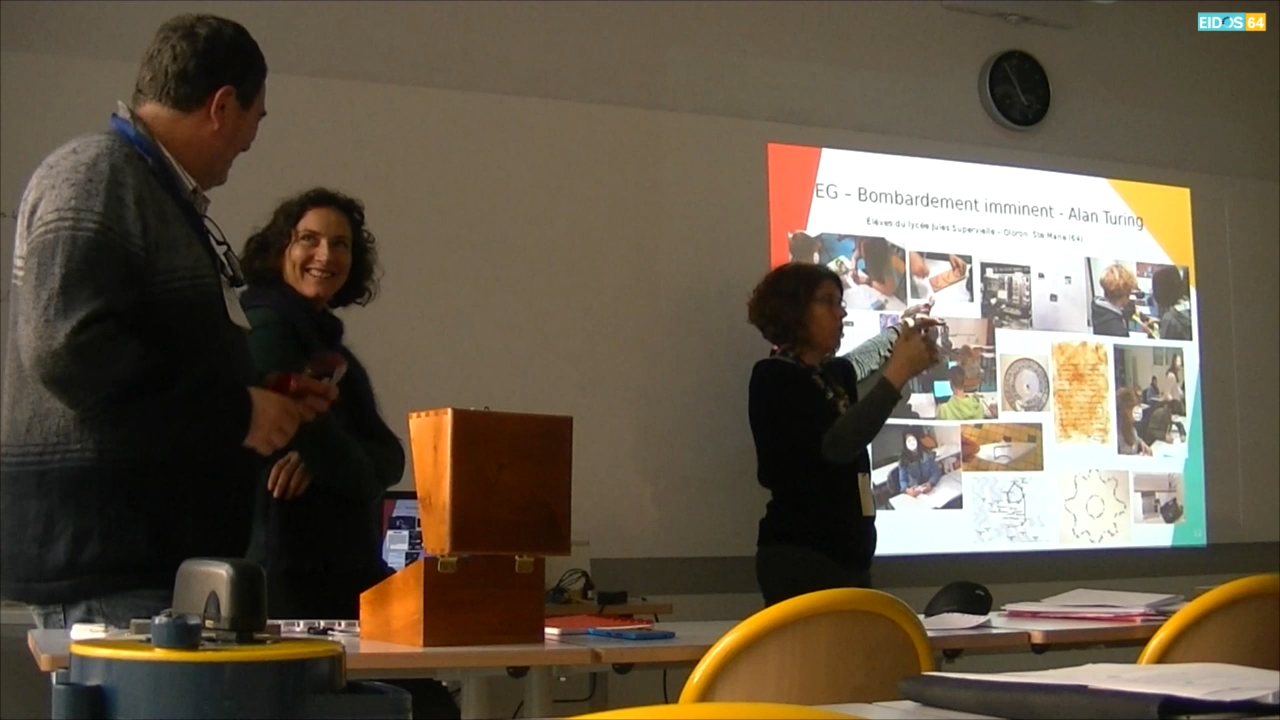 EIDOS 64
EG – Bombardement imminent - Alan Turing
Élèves du lycée Jules Supervielle - Oloron Ste Marie (64)